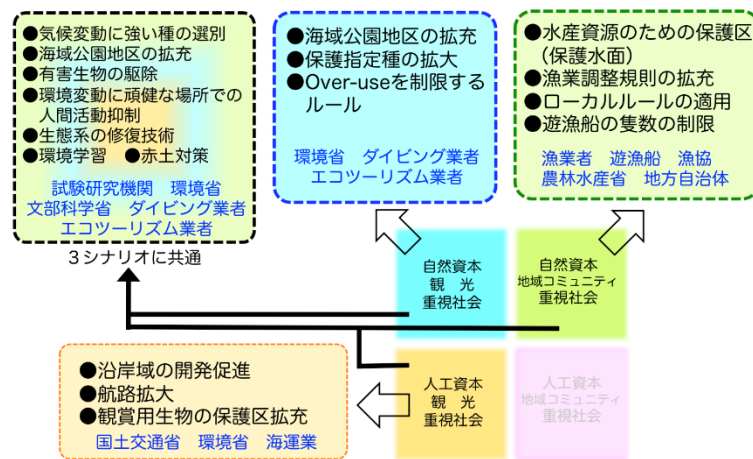 ●気候変動に強い種の選別
●海域公園地区の拡充
●有害生物の駆除
●環境変動に頑健な場所での
人間活動抑制
●生態系の修復技術
●環境学習　●赤土対策
試験研究機関　環境省
文部科学省　ダイビング業者
エコツーリズム業者
3シナリオに共通
●海域公園地区の拡充
●保護指定種の拡大
●Over-useを制限する
ルール
環境省　ダイビング業者
エコツーリズム業者
●水産資源のための保護区
(保護水面)
●漁業調整規則の拡充
●ローカルルールの適用
●遊漁船の隻数の制限
漁業者　遊漁船　漁協
農林水産省　地方自治体
自然資本
観　光
重視社会
自然資本
地域コミュニティ
重視社会
●沿岸域の開発促進
●航路拡大
●観賞用生物の保護区拡充
国土交通省　環境省　海運業
人工資本
観　光
重視社会
人工資本
地域コミュニティ
重視社会